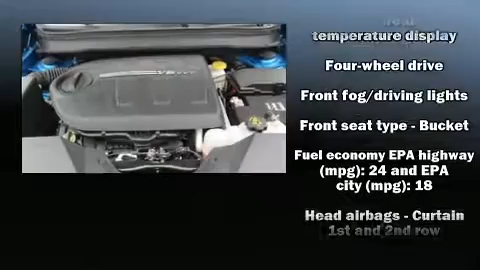 temperature display
Four-wheel drive
Front fog/driving lights
Front seat type - Bucket
Fuel economy EPA highway
(mpg): 24 and EPA
city (mpg): 18
Head airbags - Curtain
1st and 2nd row